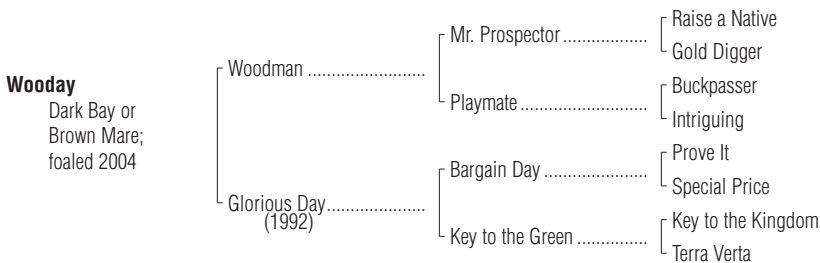 Wooday
Dark Bay or
Brown Mare;
foaled 2004
Woodman ..........................
Glorious Day......................
(1992)
Mr. Prospector ...................
Playmate ............................
Bargain Day .......................
Key to the Green ................
Raise a Native
Gold Digger
Buckpasser
Intriguing
Prove It
Special Price
Key to the Kingdom
Terra Verta